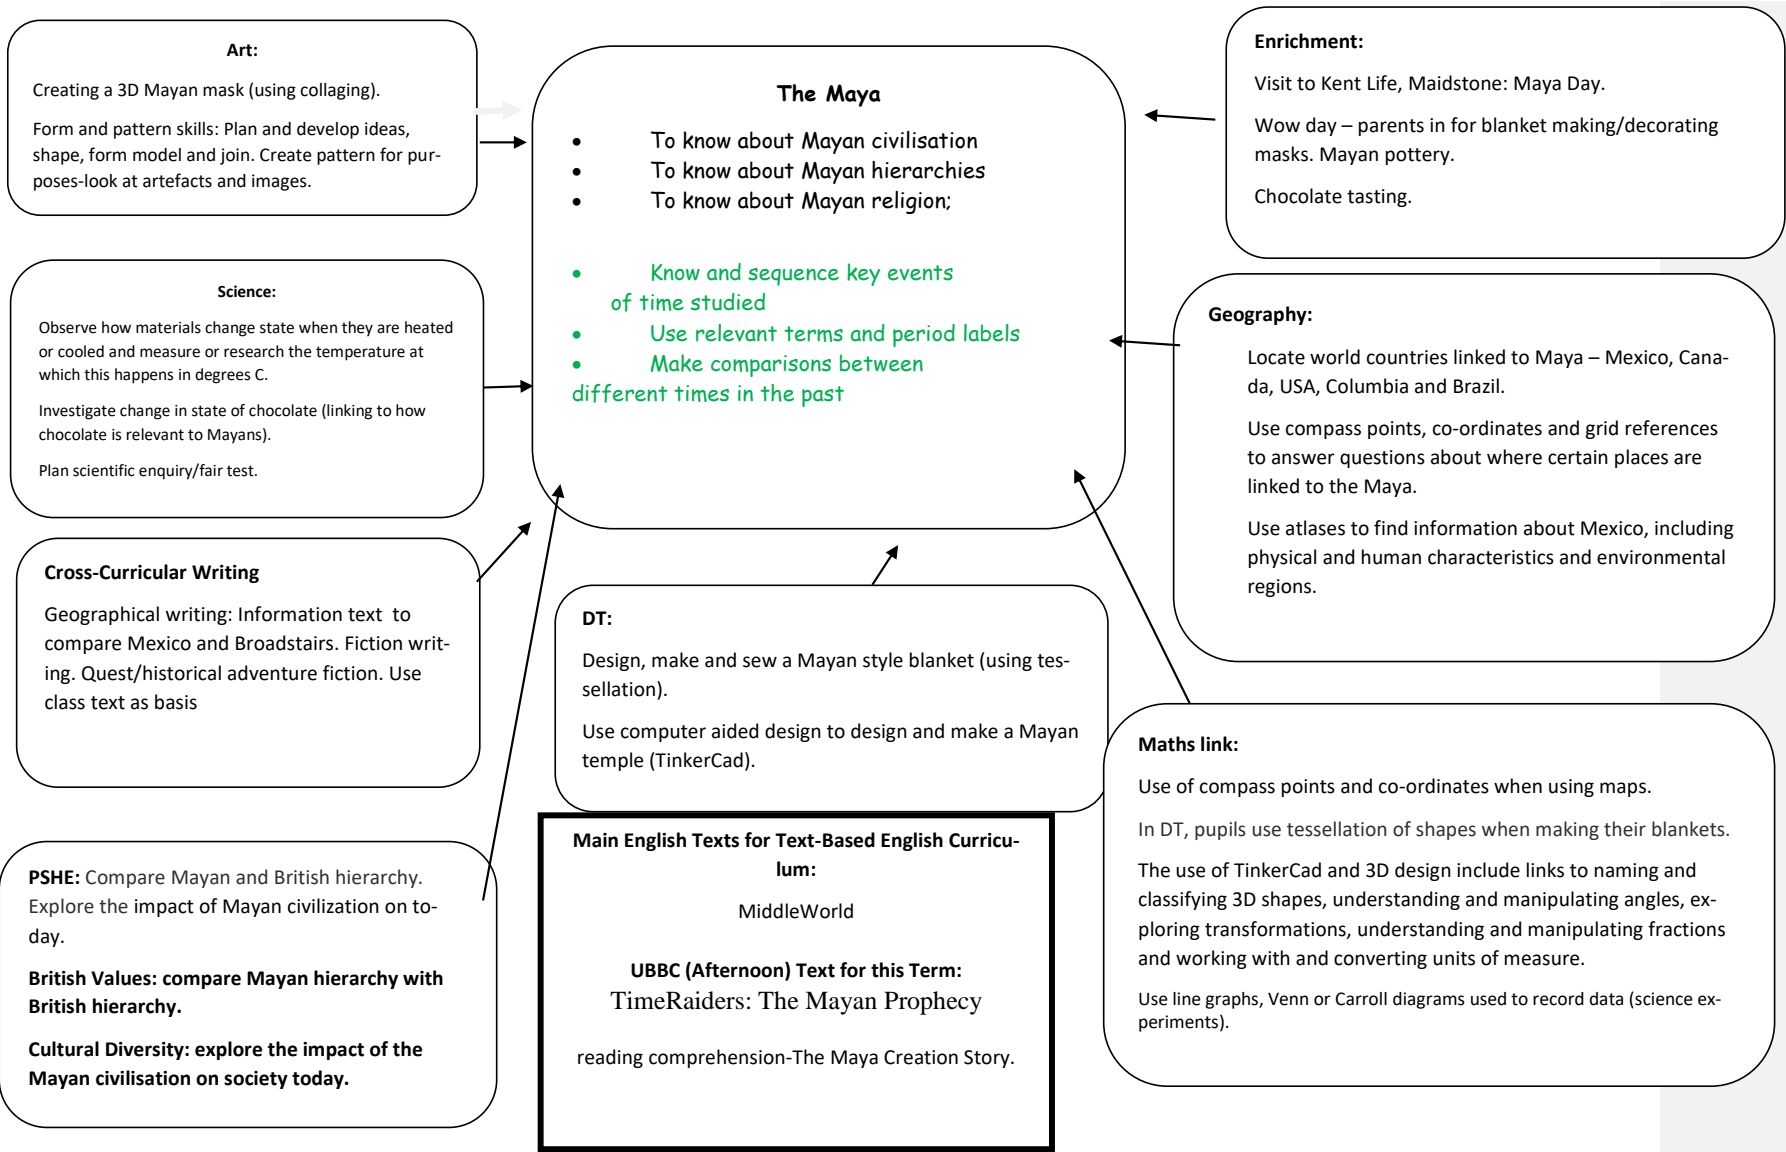 Art:
Creating a 3D Mayan mask (using collaging).
Form and pattern skills: Plan and develop ideas,
shape, form model and join. Create pattern for pur-
poses-look at artefacts and images.
The Maya
• To know about Mayan civilisation
• To know about Mayan hierarchies
• To know about Mayan religion;
• Know and sequence key events
of time studied
• Use relevant terms and period labels
• Make comparisons between
different times in the past
Enrichment:
Visit to Kent Life, Maidstone: Maya Day.
Wow day – parents in for blanket making/decorating
masks. Mayan pottery.
Chocolate tasting.
Science:
Observe how materials change state when they are heated
or cooled and measure or research the temperature at
which this happens in degrees C.
Investigate change in state of chocolate (linking to how
chocolate is relevant to Mayans).
Plan scientific enquiry/fair test.
Geography:
Locate world countries linked to Maya – Mexico, Cana-
da, USA, Columbia and Brazil.
Use compass points, co-ordinates and grid references
to answer questions about where certain places are
linked to the Maya.
Use atlases to find information about Mexico, including
physical and human characteristics and environmental
regions.
Cross-Curricular Writing
Geographical writing: Information text to
compare Mexico and Broadstairs. Fiction writ-
ing. Quest/historical adventure fiction. Use
class text as basis
DT:
Design, make and sew a Mayan style blanket (using tes-
sellation).
Use computer aided design to design and make a Mayan
temple (TinkerCad).
Maths link:
Use of compass points and co-ordinates when using maps.
In DT, pupils use tessellation of shapes when making their blankets.
The use of TinkerCad and 3D design include links to naming and
classifying 3D shapes, understanding and manipulating angles, ex-
ploring transformations, understanding and manipulating fractions
and working with and converting units of measure.
Use line graphs, Venn or Carroll diagrams used to record data (science ex-
periments).
PSHE: Compare Mayan and British hierarchy.
Explore the impact of Mayan civilization on to-
day.
British Values: compare Mayan hierarchy with
British hierarchy.
Cultural Diversity: explore the impact of the
Mayan civilisation on society today.
Main English Texts for Text-Based English Curricu-
lum:
MiddleWorld
UBBC (Afternoon) Text for this Term:
TimeRaiders: The Mayan Prophecy
reading comprehension-The Maya Creation Story.